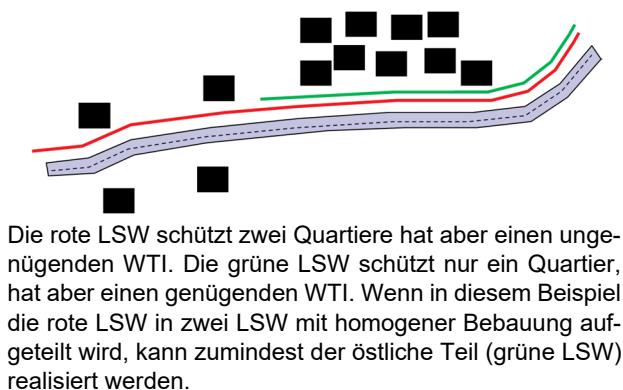 Die rote LSW schützt zwei Quartiere hat aber einen unge-
nügenden WTI. Die grüne LSW schützt nur ein Quartier,
hat aber einen genügenden WTI. Wenn in diesem Beispiel
die rote LSW in zwei LSW mit homogener Bebauung auf-
geteilt wird, kann zumindest der östliche Teil (grüne LSW)
realisiert werden.